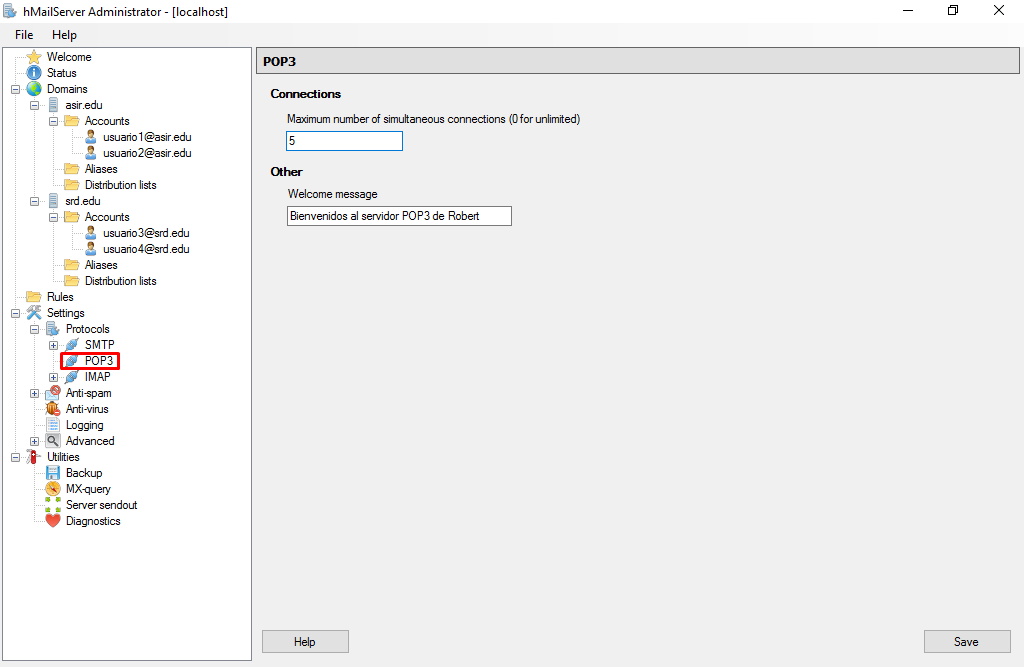 hMailServer Administrator - [localhost]
File Help
Welcome
Status
Domains
asir.edu
Accounts
usuario1@asir.edu
usuario2@asir.edu
Aliases
Distribution lists
srd.edu
Accounts
usuario3@srd.edu
usuario4@srd.edu
Aliases
Distribution lists
Rules
Settings
Protocols
SMTP
POP3
IMAP
Anti-spam
Anti-virus
Logging
Advanced
Utilities
Backup
MX-query
Server sendout
Diagnostics
POP3
Connections
Maximum number of simultaneous connections (0 for unlimited)
5
Other
Welcome message
Bienvenidos al servidor POP3 de Robert
Help
Save